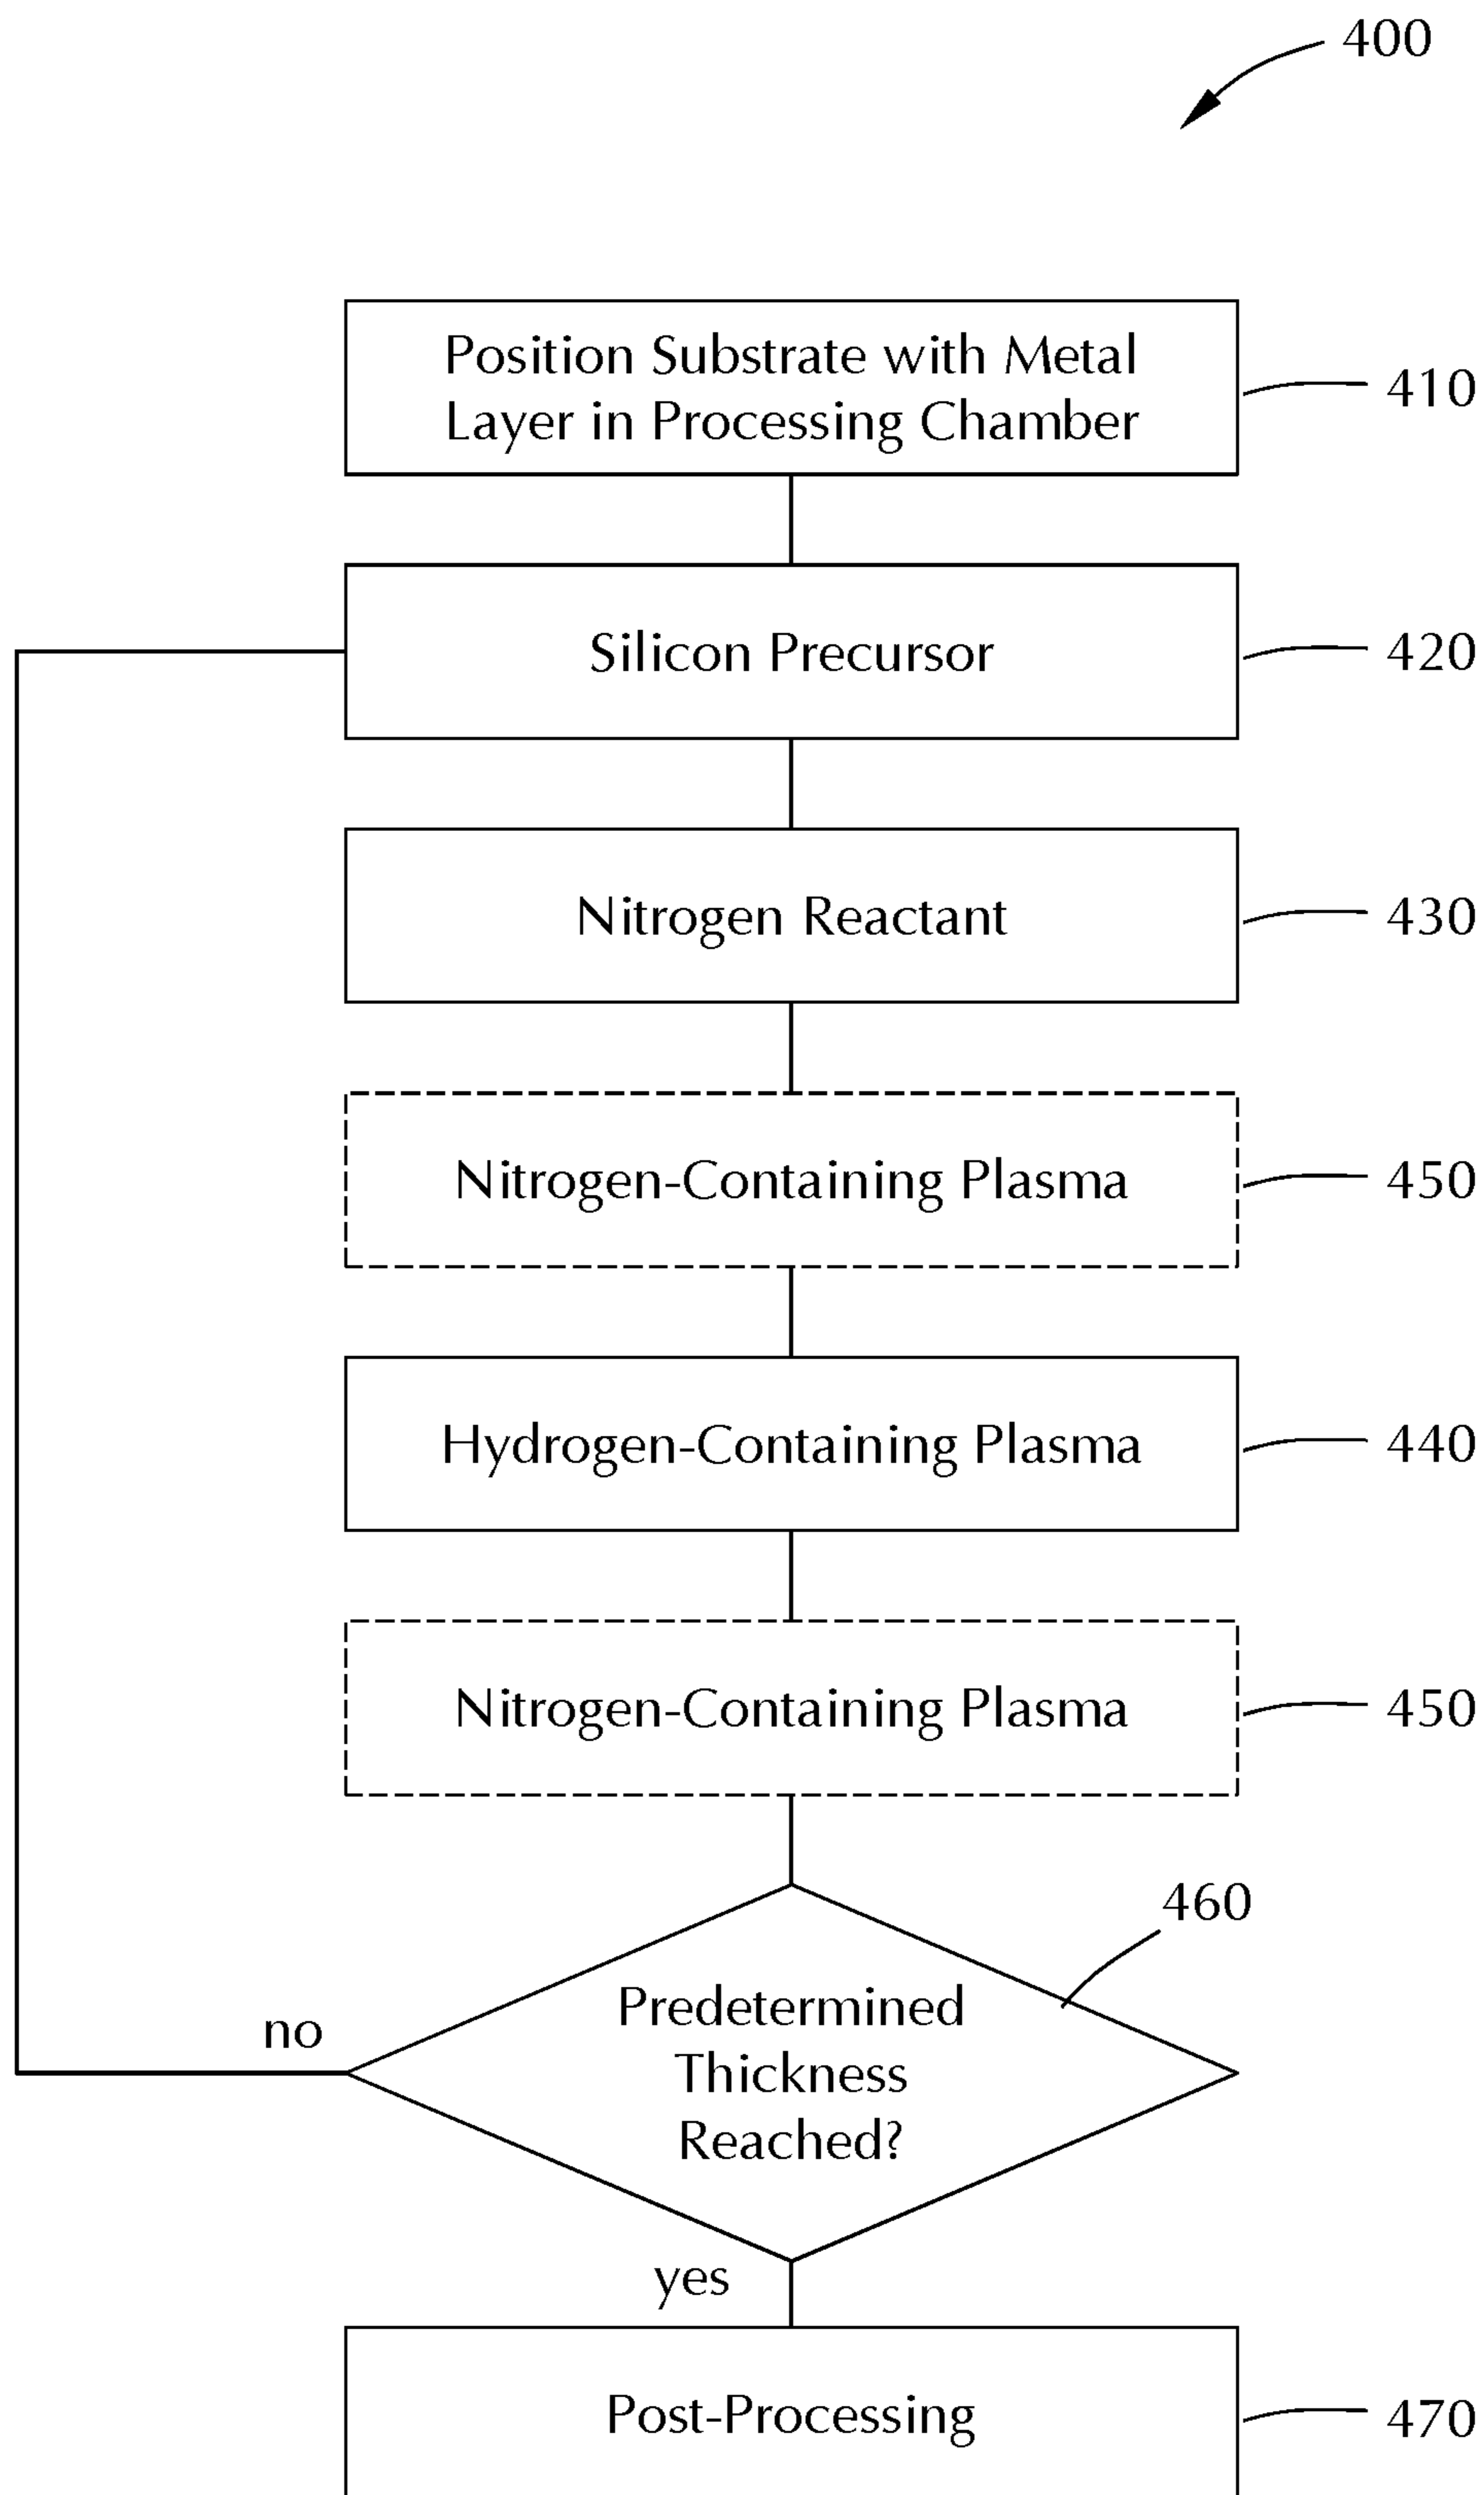 400
Position Substrate with Metal
Layer in Processing Chamber
410
Silicon Precursor
420
Nitrogen Reactant
430
Nitrogen-Containing Plasma
450
Hydrogen-Containing Plasma
440
Nitrogen-Containing Plasma
450
460
Predetermined
Thickness
Reached?
no
yes
Post-Processing
470